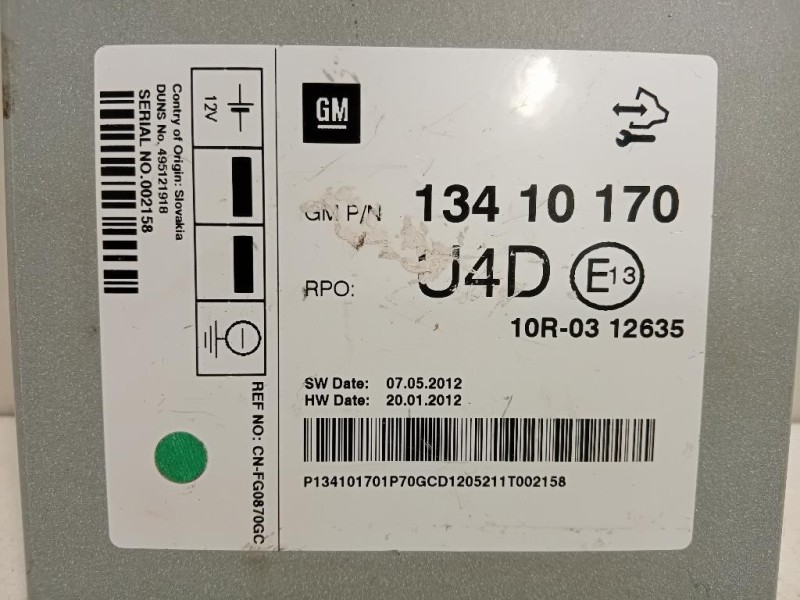 GM
GM P/N 134 10 170
RPO: U4D E13
10R-03 12635
SW Date: 07.05.2012
HW Date: 20.01.2012
P134101701P70GCD1205211T002158
12V
Contry of Origin: Slovakia
DUNS No. 495121918
SERIAL NO.002158
REF NO: CN-FG0870GC